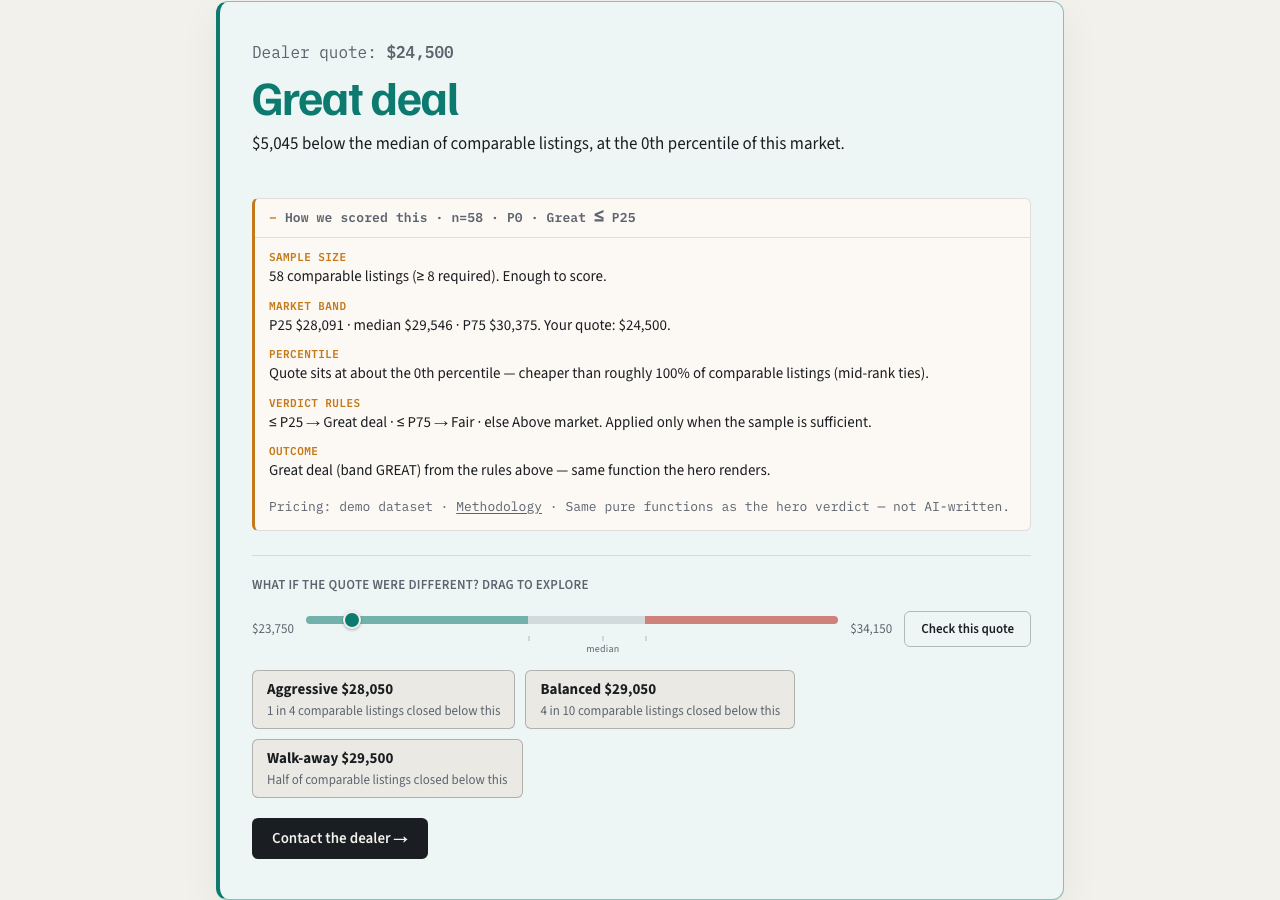 Dealer quote: $24,500
Great deal
$5,045 below the median of comparable listings, at the 0th percentile of this market.
– How we scored this · n=58 · P0 · Great ≤ P25
SAMPLE SIZE
58 comparable listings (≥ 8 required). Enough to score.
MARKET BAND
P25 $28,091 · median $29,546 · P75 $30,375. Your quote: $24,500.
PERCENTILE
Quote sits at about the 0th percentile — cheaper than roughly 100% of comparable listings (mid-rank ties).
VERDICT RULES
≤ P25 → Great deal · ≤ P75 → Fair · else Above market. Applied only when the sample is sufficient.
OUTCOME
Great deal (band GREAT) from the rules above — same function the hero renders.
Pricing: demo dataset · Methodology · Same pure functions as the hero verdict — not AI-written.
WHAT IF THE QUOTE WERE DIFFERENT? DRAG TO EXPLORE
$23,750
$34,150
Check this quote
median
Aggressive $28,050
1 in 4 comparable listings closed below this
Balanced $29,050
4 in 10 comparable listings closed below this
Walk-away $29,500
Half of comparable listings closed below this
Contact the dealer →